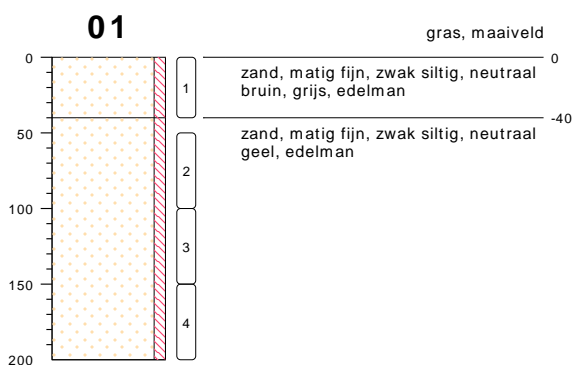 01
gras, maaiveld
0
0
zand, matig fijn, zwak siltig, neutraal
bruin, grijs, edelman
1
-40
50
zand, matig fijn, zwak siltig, neutraal
geel, edelman
2
100
3
150
4
200